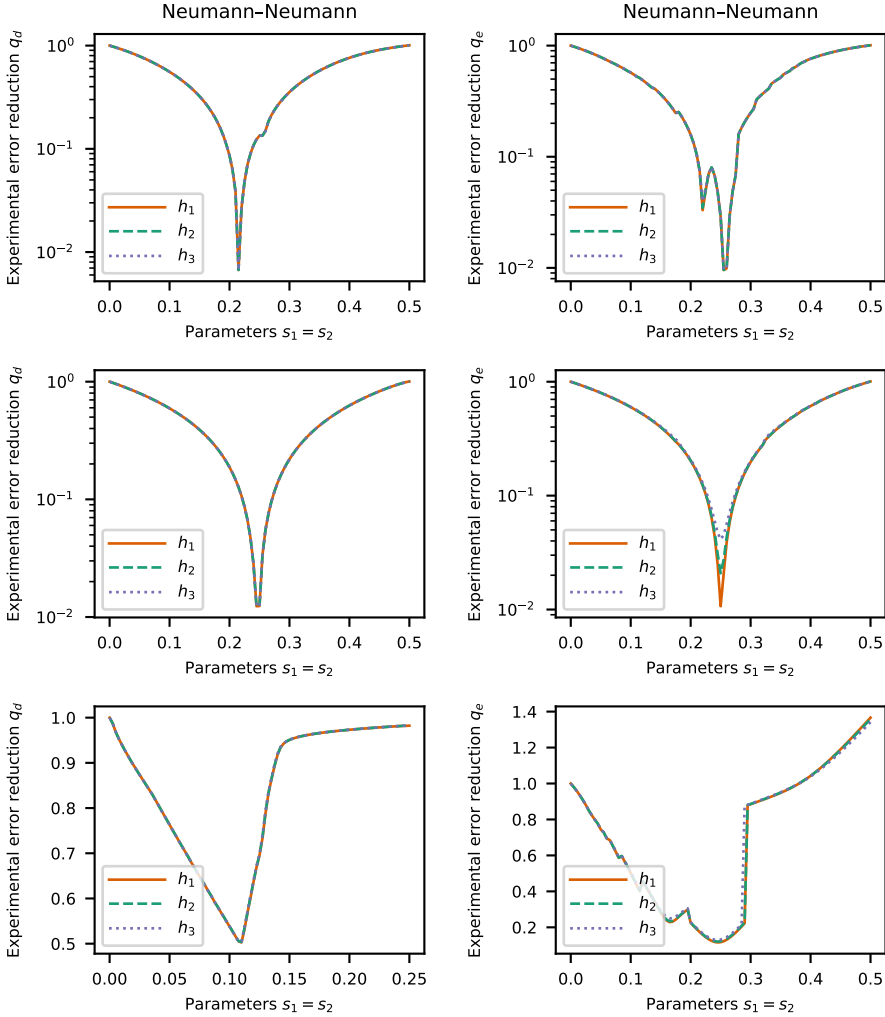 Neumann–Neumann
Experimental error reduction q_d
10^0
10^{-1}
10^{-2}
h_1
h_2
h_3
0.0 0.1 0.2 0.3 0.4 0.5
Parameters s_1 = s_2
Neumann–Neumann
Experimental error reduction q_e
10^0
10^{-1}
10^{-2}
h_1
h_2
h_3
0.0 0.1 0.2 0.3 0.4 0.5
Parameters s_1 = s_2
Experimental error reduction q_d
10^0
10^{-1}
10^{-2}
h_1
h_2
h_3
0.0 0.1 0.2 0.3 0.4 0.5
Parameters s_1 = s_2
Experimental error reduction q_e
10^0
10^{-1}
10^{-2}
h_1
h_2
h_3
0.0 0.1 0.2 0.3 0.4 0.5
Parameters s_1 = s_2
Experimental error reduction q_d
1.0
0.9
0.8
0.7
0.6
0.5
h_1
h_2
h_3
0.00 0.05 0.10 0.15 0.20 0.25
Parameters s_1 = s_2
Experimental error reduction q_e
1.4
1.2
1.0
0.8
0.6
0.4
0.2
h_1
h_2
h_3
0.0 0.1 0.2 0.3 0.4 0.5
Parameters s_1 = s_2